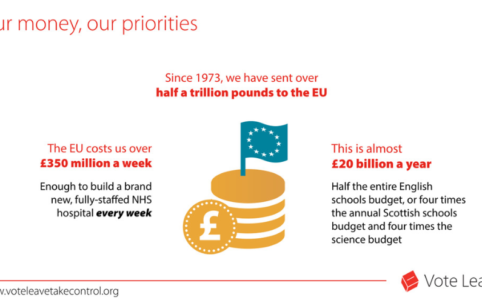 ur money, our priorities
Since 1973, we have sent over
half a trillion pounds to the EU
The EU costs us over
£350 million a week
Enough to build a brand
new, fully-staffed NHS
hospital every week
£
This is almost
£20 billion a year
Half the entire English
schools budget, or four times
the annual Scottish schools
budget and four times the
science budget
w.voteleavetakecontrol.org
Vote Lea